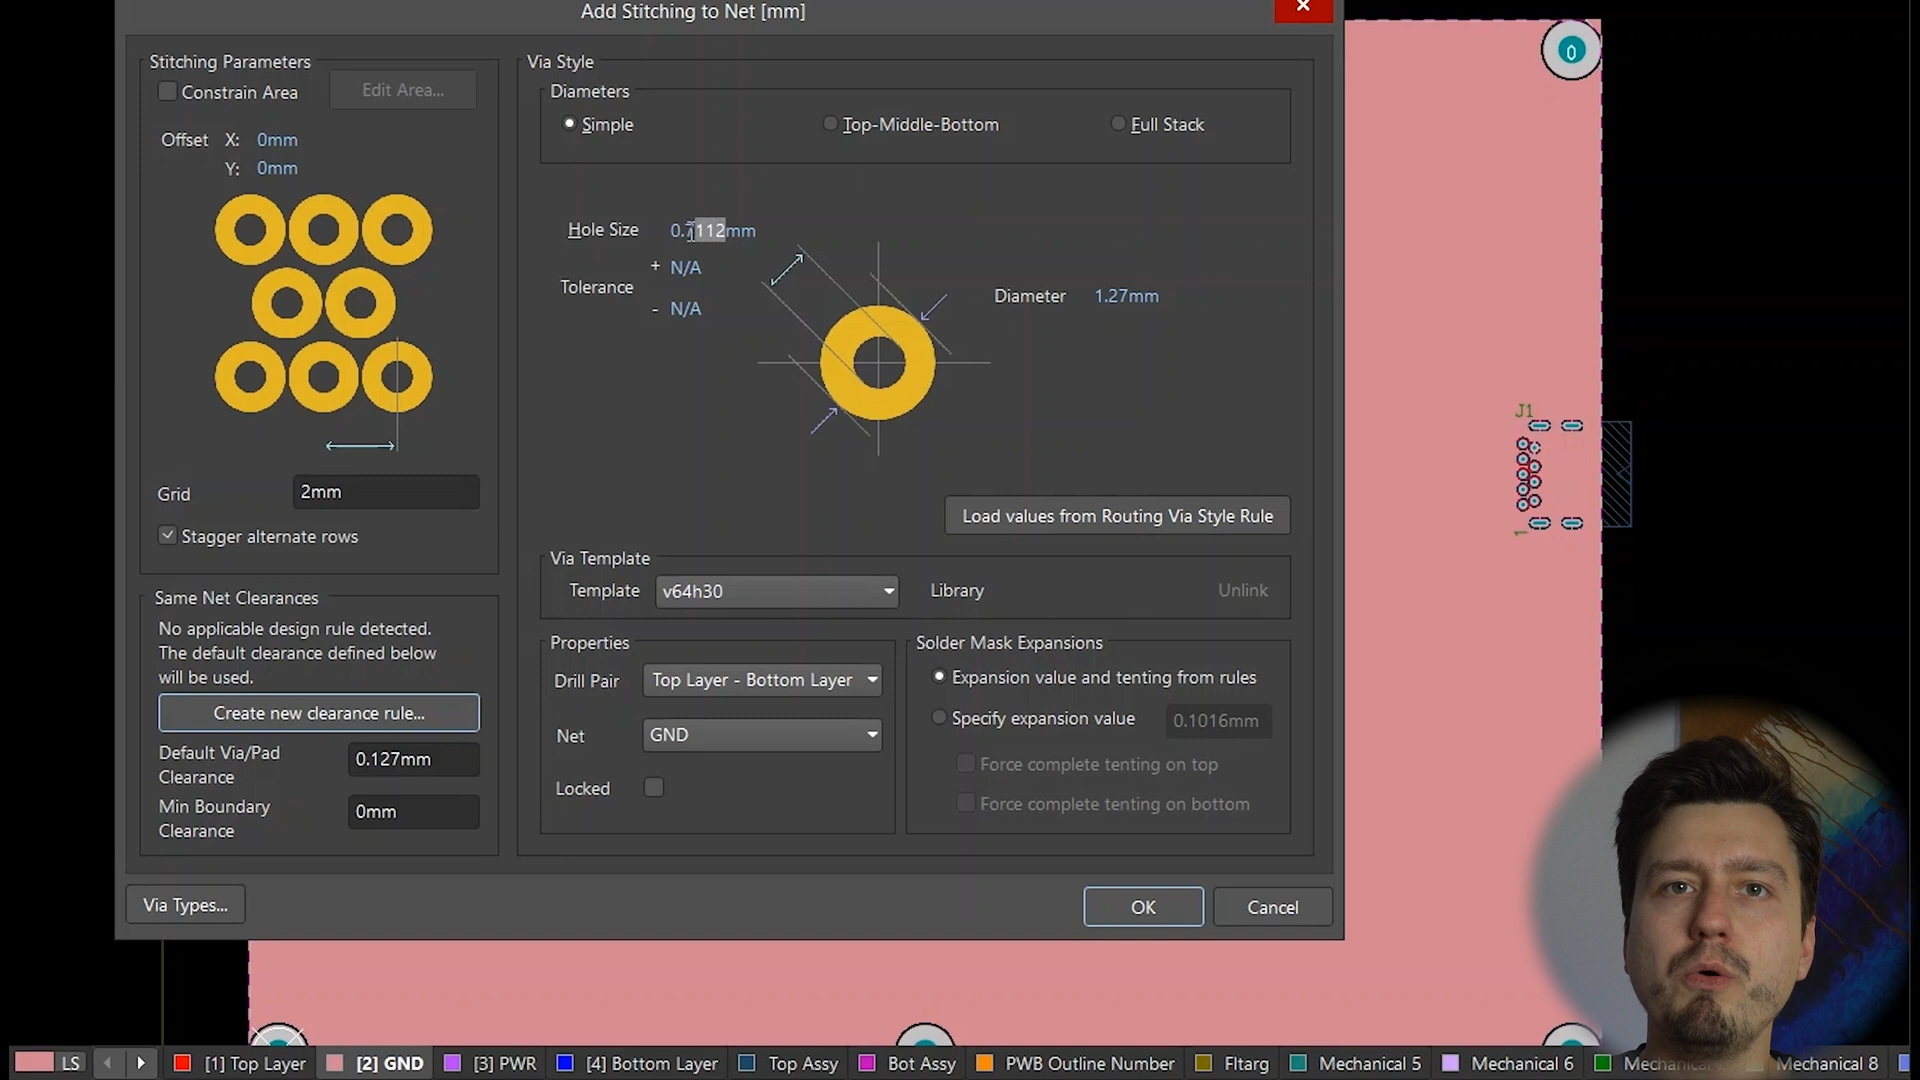 Add Stitching to Net [mm]
Stitching Parameters
Constrain Area
Edit Area...
Offset X: 0mm
Y: 0mm
Grid 2mm
Stagger alternate rows
Same Net Clearances
No applicable design rule detected.
The default clearance defined below
will be used.
Create new clearance rule...
Default Via/Pad
Clearance
0.127mm
Min Boundary
Clearance
0mm
Via Style
Diameters
Simple
Top-Middle-Bottom
Full Stack
Hole Size 0.7112mm
Tolerance
+ N/A
- N/A
Diameter 1.27mm
Load values from Routing Via Style Rule
Via Template
Template v64h30
Library
Unlink
Properties
Drill Pair Top Layer - Bottom Layer
Net GND
Locked
Solder Mask Expansions
Expansion value and tenting from rules
Specify expansion value 0.1016mm
Force complete tenting on top
Force complete tenting on bottom
Via Types...
OK
Cancel
0
J1
1
LS
[1] Top Layer
[2] GND
[3] PWR
[4] Bottom Layer
Top Assy
Bot Assy
PWB Outline Number
Fltarg
Mechanical 5
Mechanical 6
Mechanical 8